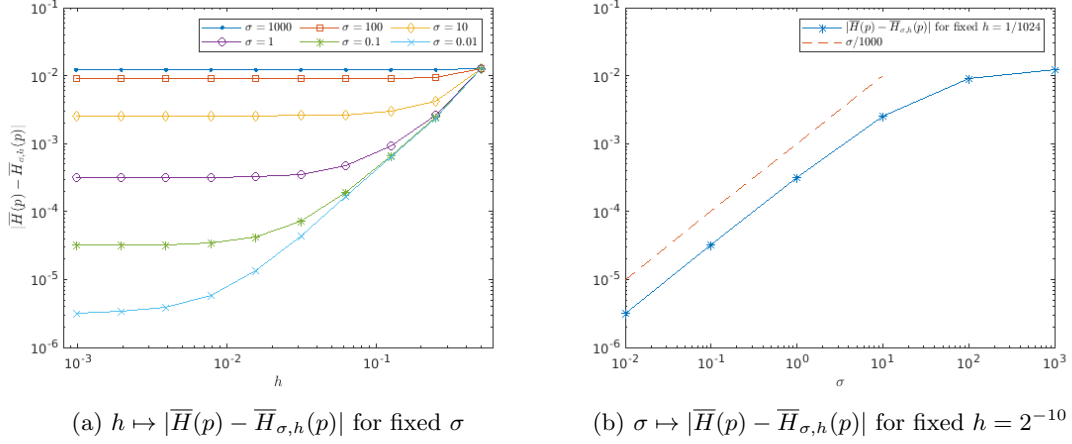 σ = 1000 σ = 100 σ = 10
σ = 1 σ = 0.1 σ = 0.01
10^{-1}
10^{-2}
10^{-3}
10^{-4}
10^{-5}
10^{-6}
|H̅(p) − H̅_{σ,h}(p)|
10^{-3} 10^{-2} 10^{-1}
h
(a) h ↦ |H̅(p) − H̅_{σ,h}(p)| for fixed σ
|H̅(p) − H̅_{σ,h}(p)| for fixed h = 1/1024
σ/1000
10^{-1}
10^{-2}
10^{-3}
10^{-4}
10^{-5}
10^{-6}
10^{-2} 10^{-1} 10^{0} 10^{1} 10^{2} 10^{3}
σ
(b) σ ↦ |H̅(p) − H̅_{σ,h}(p)| for fixed h = 2^{-10}